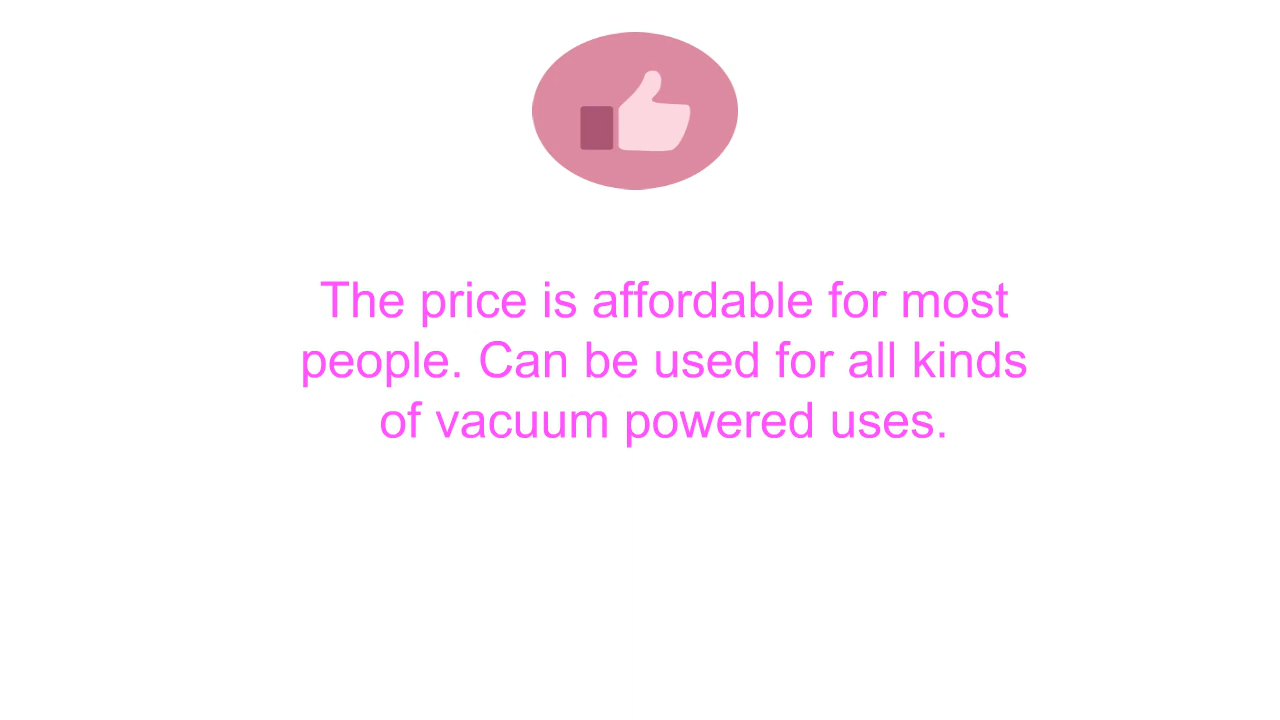 The price is affordable for most
people. Can be used for all kinds
of vacuum powered uses.